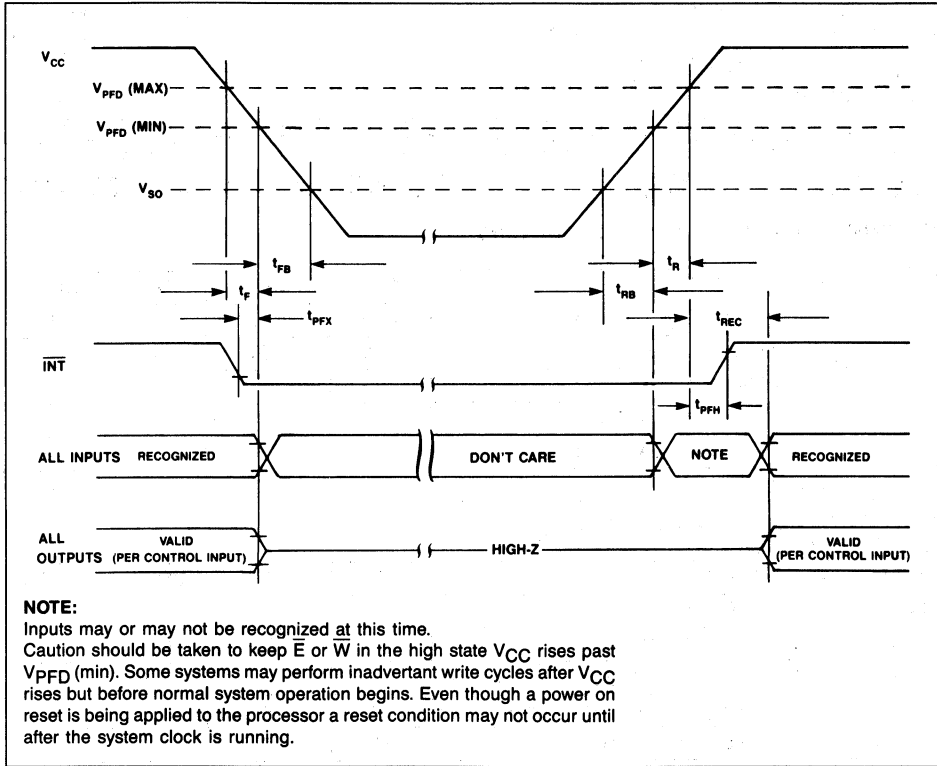 VCC
VPFD (MAX)
VPFD (MIN)
VSO
tFB
tR
tF
tRB
tPFX
tREC
INT
tPFH
ALL INPUTS RECOGNIZED DON'T CARE NOTE RECOGNIZED
ALL OUTPUTS VALID (PER CONTROL INPUT) HIGH-Z VALID (PER CONTROL INPUT)
NOTE:
Inputs may or may not be recognized at this time.
Caution should be taken to keep E or W in the high state VCC rises past
VPFD (min). Some systems may perform inadvertant write cycles after VCC
rises but before normal system operation begins. Even though a power on
reset is being applied to the processor a reset condition may not occur until
after the system clock is running.